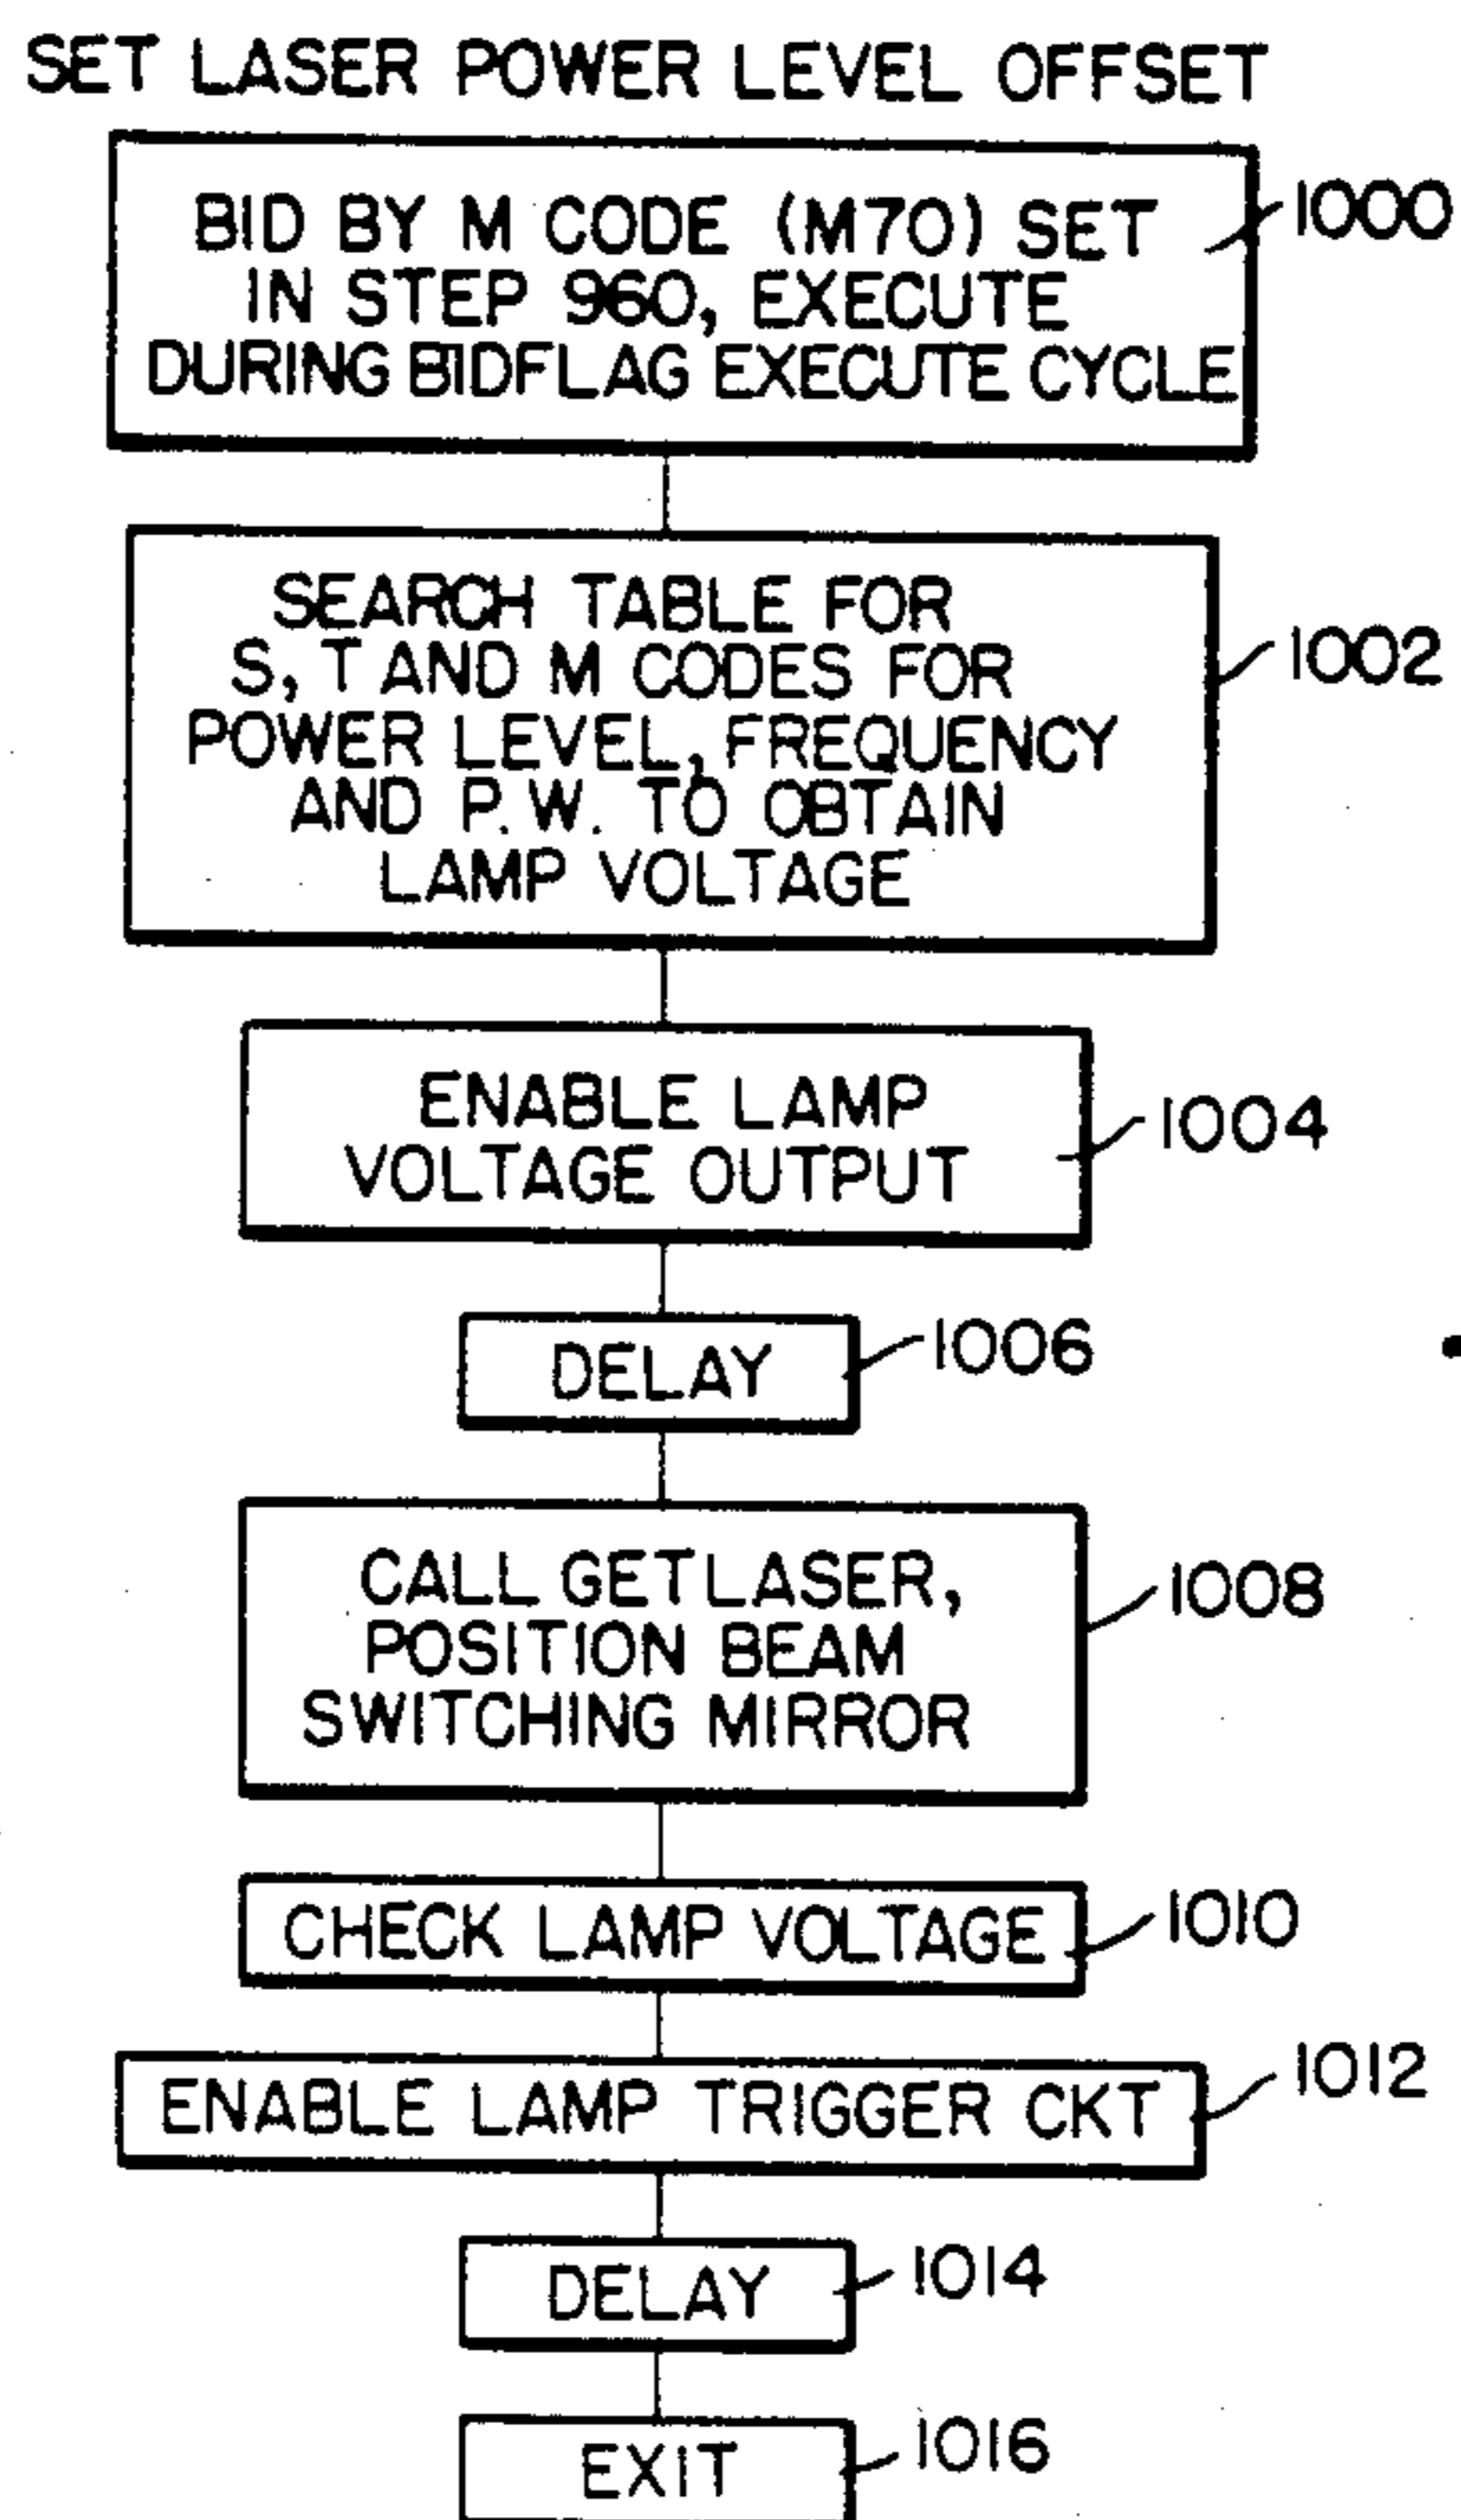 SET LASER POWER LEVEL OFFSET
BID BY M CODE (M70) SET
IN STEP 960, EXECUTE
DURING BIDFLAG EXECUTE CYCLE
1000
SEARCH TABLE FOR
S, T AND M CODES FOR
POWER LEVEL, FREQUENCY
AND P.W. TO OBTAIN
LAMP VOLTAGE
1002
ENABLE LAMP
VOLTAGE OUTPUT
1004
DELAY
1006
CALL GETLASER,
POSITION BEAM
SWITCHING MIRROR
1008
CHECK LAMP VOLTAGE
1010
ENABLE LAMP TRIGGER CKT
1012
DELAY
1014
EXIT
1016